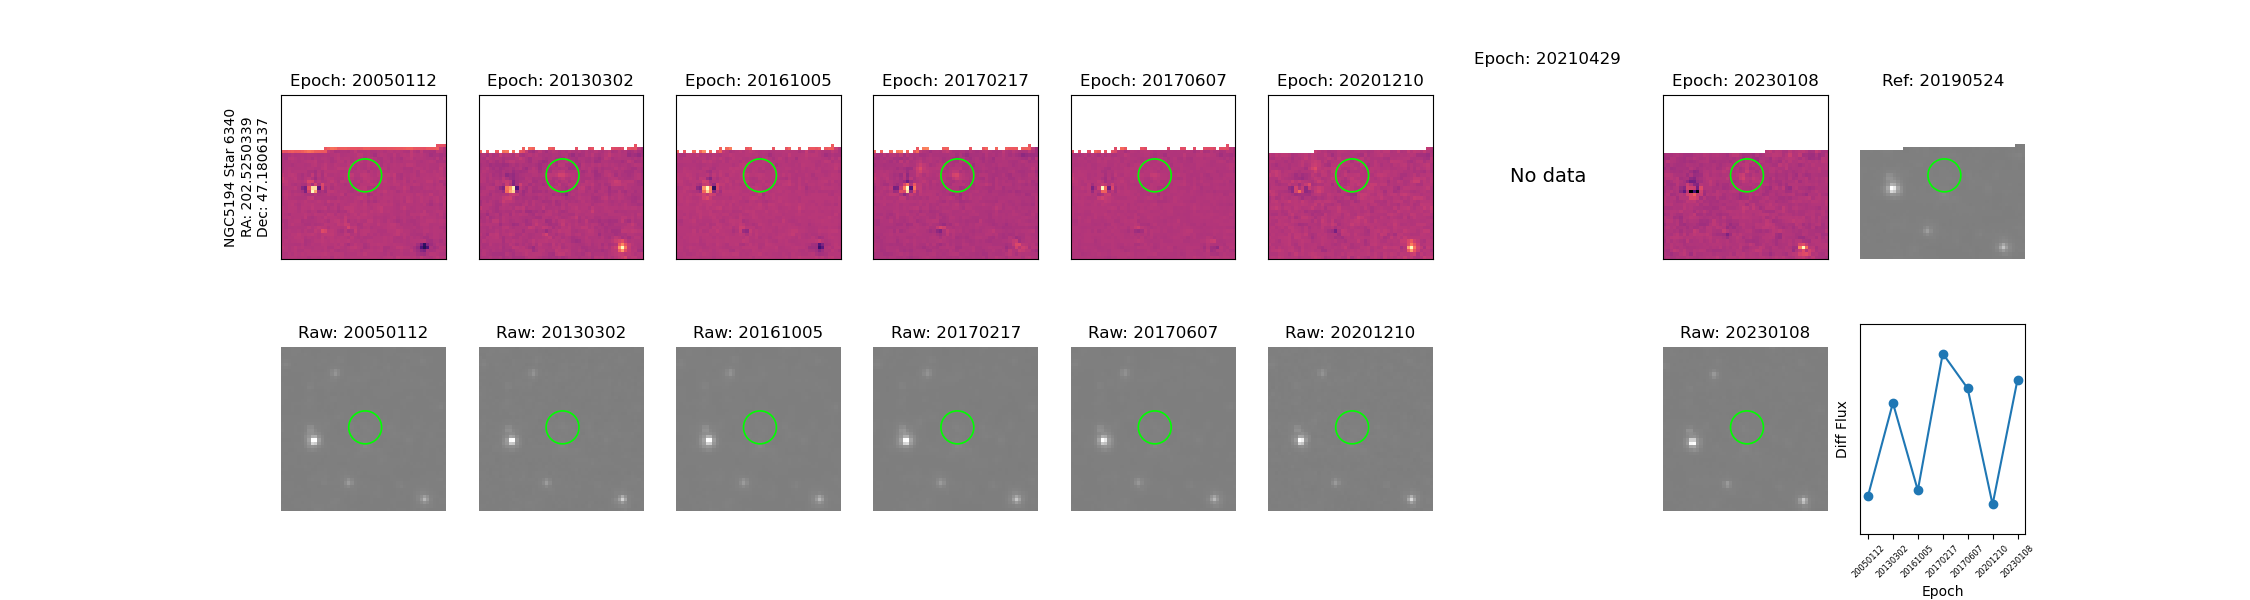 NGC5194 Star 6340
RA: 202.5250339
Dec: 47.1806137
Epoch: 20050112
Epoch: 20130302
Epoch: 20161005
Epoch: 20170217
Epoch: 20170607
Epoch: 20201210
Epoch: 20210429
No data
Epoch: 20230108
Ref: 20190524
Raw: 20050112
Raw: 20130302
Raw: 20161005
Raw: 20170217
Raw: 20170607
Raw: 20201210
Raw: 20230108
Diff Flux
20050112
20130302
20161005
20170217
20170607
20201210
20230108
Epoch